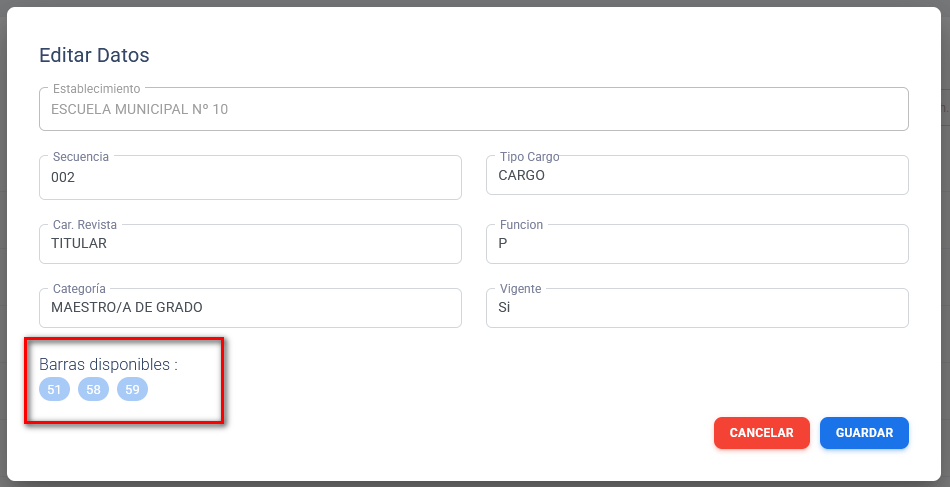 Editar Datos
Establecimiento
ESCUELA MUNICIPAL Nº 10
Secuencia
002
Tipo Cargo
CARGO
Car. Revista
TITULAR
Funcion
P
Categoría
MAESTRO/A DE GRADO
Vigente
Si
Barras disponibles :
51 58 59
CANCELAR GUARDAR